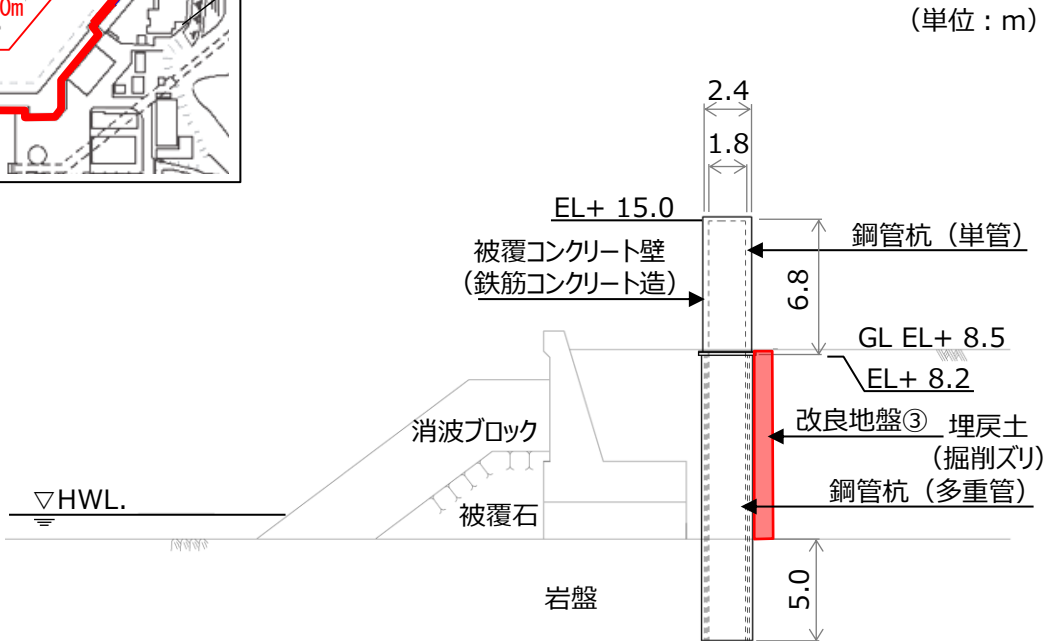 0m
（単位：m）
2.4
1.8
EL+ 15.0
鋼管杭（単管）
被覆コンクリート壁
（鉄筋コンクリート造）
6.8
GL EL+ 8.5
EL+ 8.2
改良地盤③
埋戻土
（掘削ズリ）
消波ブロック
鋼管杭（多重管）
▽HWL.
被覆石
岩盤
5.0